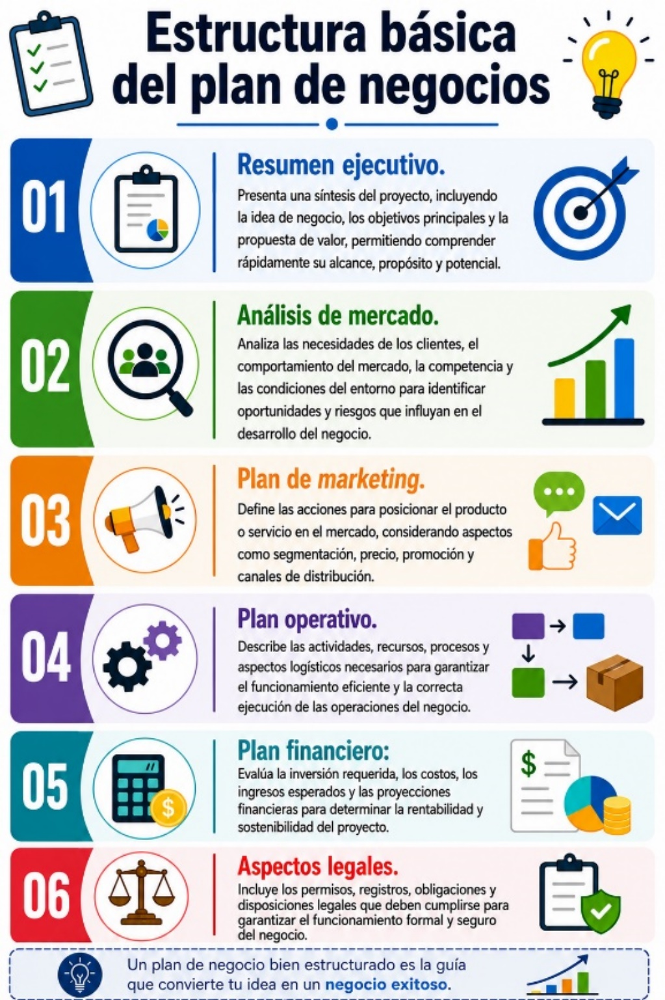 Estructura básica
del plan de negocios
01
Resumen ejecutivo.
Presenta una síntesis del proyecto, incluyendo
la idea de negocio, los objetivos principales y la
propuesta de valor, permitiendo comprender
rápidamente su alcance, propósito y potencial.
02
Análisis de mercado.
Analiza las necesidades de los clientes, el
comportamiento del mercado, la competencia y
las condiciones del entorno para identificar
oportunidades y riesgos que influyan en el
desarrollo del negocio.
03
Plan de marketing.
Define las acciones para posicionar el producto
o servicio en el mercado, considerando aspectos
como segmentación, precio, promoción y
canales de distribución.
04
Plan operativo.
Describe las actividades, recursos, procesos y
aspectos logísticos necesarios para garantizar
el funcionamiento eficiente y la correcta
ejecución de las operaciones del negocio.
05
Plan financiero:
Evalúa la inversión requerida, los costos, los
ingresos esperados y las proyecciones
financieras para determinar la rentabilidad y
sostenibilidad del proyecto.
$
$
06
Aspectos legales.
Incluye los permisos, registros, obligaciones y
disposiciones legales que deben cumplirse para
garantizar el funcionamiento formal y seguro
del negocio.
Un plan de negocio bien estructurado es la guía
que convierte tu idea en un negocio exitoso.